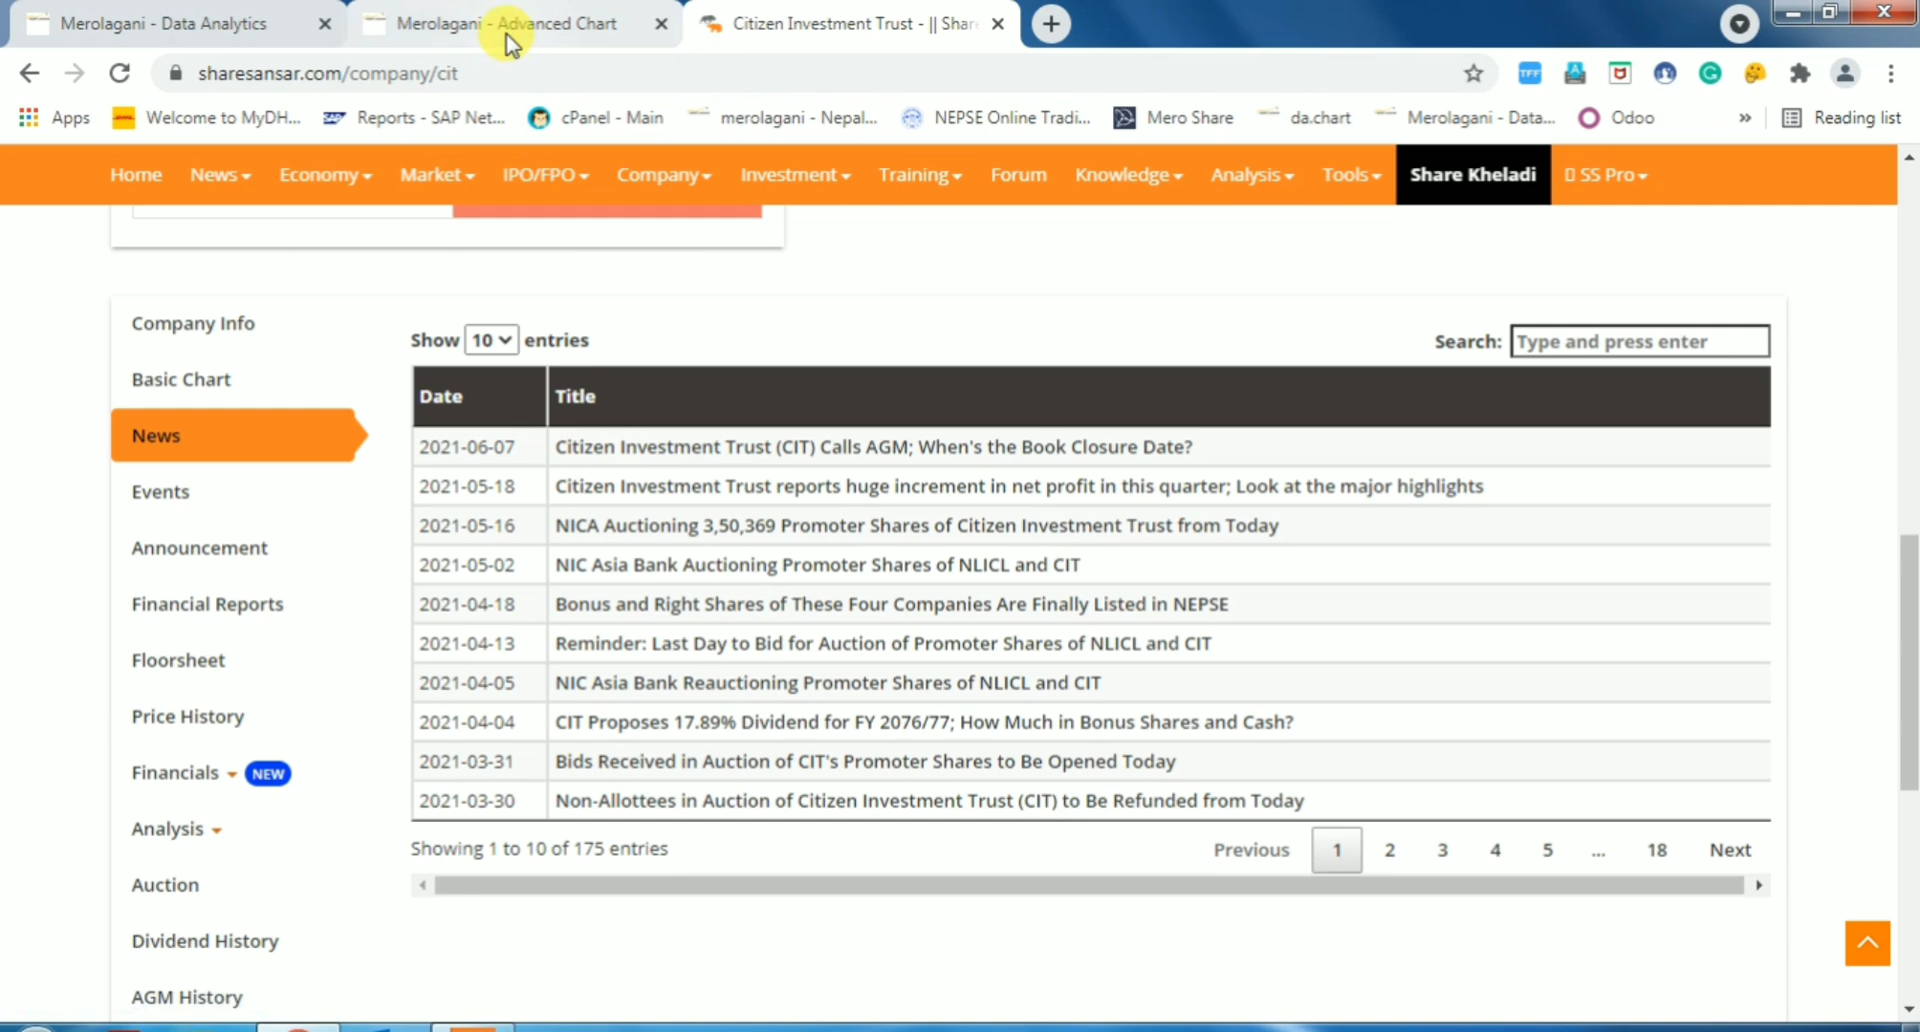 Merolagani - Data Analytics
Merolagani - Advanced Chart
Citizen Investment Trust - || Share
sharesansar.com/company/cit
TFF
Apps
Welcome to MyDH...
Reports - SAP Net...
cPanel - Main
merolagani - Nepal...
NEPSE Online Tradi...
Mero Share
da.chart
Merolagani - Data...
Odoo
»
Reading list
Home News Economy Market IPO/FPO Company Investment Training Forum Knowledge Analysis Tools Share Kheladi SS Pro
Company Info
Basic Chart
News
Events
Announcement
Financial Reports
Floorsheet
Price History
Financials NEW
Analysis
Auction
Dividend History
AGM History
Show 10 entries
Search: Type and press enter
Date Title
2021-06-07 Citizen Investment Trust (CIT) Calls AGM; When's the Book Closure Date?
2021-05-18 Citizen Investment Trust reports huge increment in net profit in this quarter; Look at the major highlights
2021-05-16 NICA Auctioning 3,50,369 Promoter Shares of Citizen Investment Trust from Today
2021-05-02 NIC Asia Bank Auctioning Promoter Shares of NLICL and CIT
2021-04-18 Bonus and Right Shares of These Four Companies Are Finally Listed in NEPSE
2021-04-13 Reminder: Last Day to Bid for Auction of Promoter Shares of NLICL and CIT
2021-04-05 NIC Asia Bank Reauctioning Promoter Shares of NLICL and CIT
2021-04-04 CIT Proposes 17.89% Dividend for FY 2076/77; How Much in Bonus Shares and Cash?
2021-03-31 Bids Received in Auction of CIT's Promoter Shares to Be Opened Today
2021-03-30 Non-Allottees in Auction of Citizen Investment Trust (CIT) to Be Refunded from Today
Showing 1 to 10 of 175 entries
Previous 1 2 3 4 5 ... 18 Next